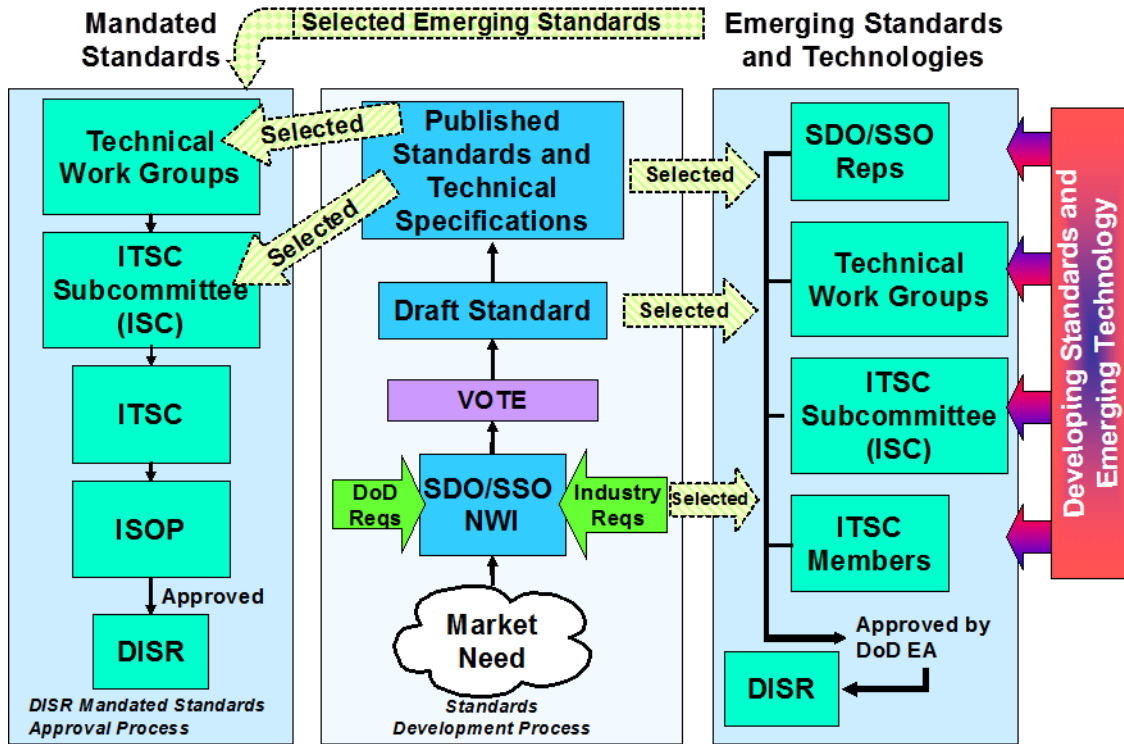 Mandated
Standards
Selected Emerging Standards
Emerging Standards
and Technologies
Technical
Work Groups
ITSC
Subcommittee
(ISC)
ITSC
ISOP
Approved
DISR
DISR Mandated Standards
Approval Process
Selected
Selected
Published
Standards and
Technical
Specifications
Draft Standard
VOTE
DoD
Reqs
SDO/SSO
NWI
Industry
Reqs
Market
Need
Standards
Development Process
Selected
Selected
Selected
SDO/SSO
Reps
Technical
Work Groups
ITSC
Subcommittee
(ISC)
ITSC
Members
Approved by
DoD EA
DISR
Developing Standards and
Emerging Technology